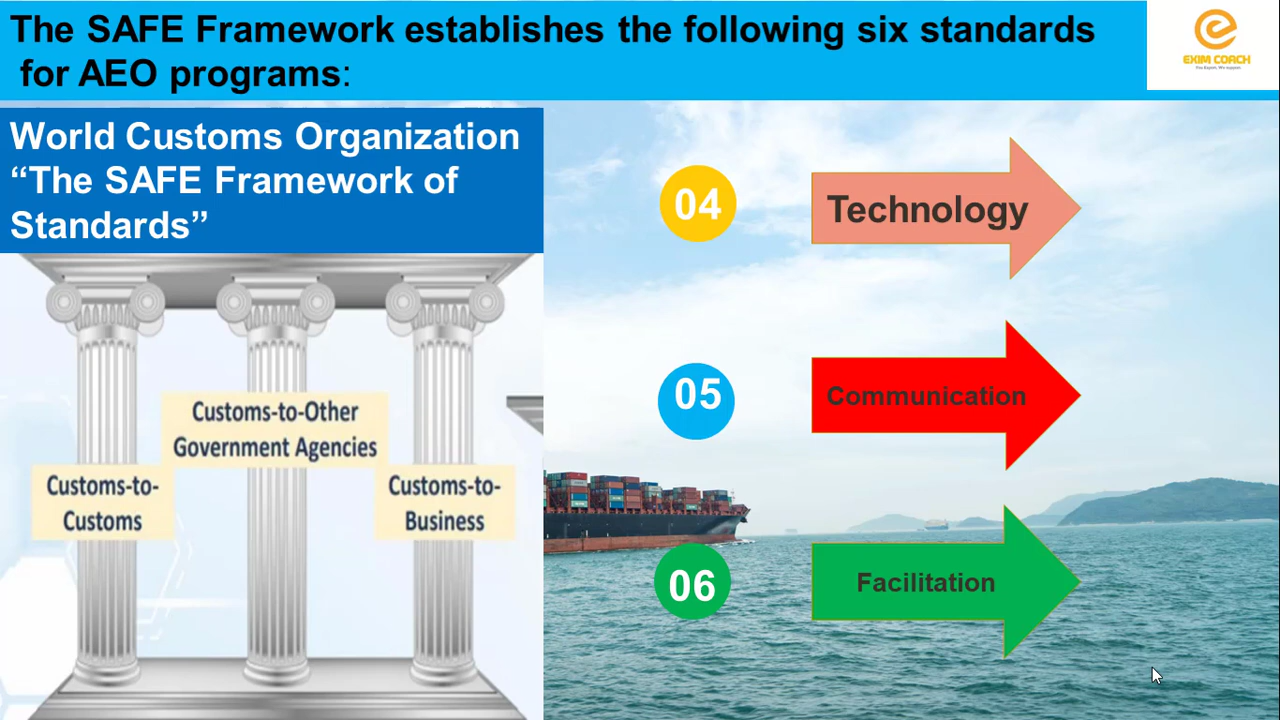 The SAFE Framework establishes the following six standards
for AEO programs:
EXIM COACH
World Customs Organization
“The SAFE Framework of
Standards”
Customs-to-Other
Government Agencies
Customs-to-
Customs
Customs-to-
Business
04
Technology
05
Communication
06
Facilitation